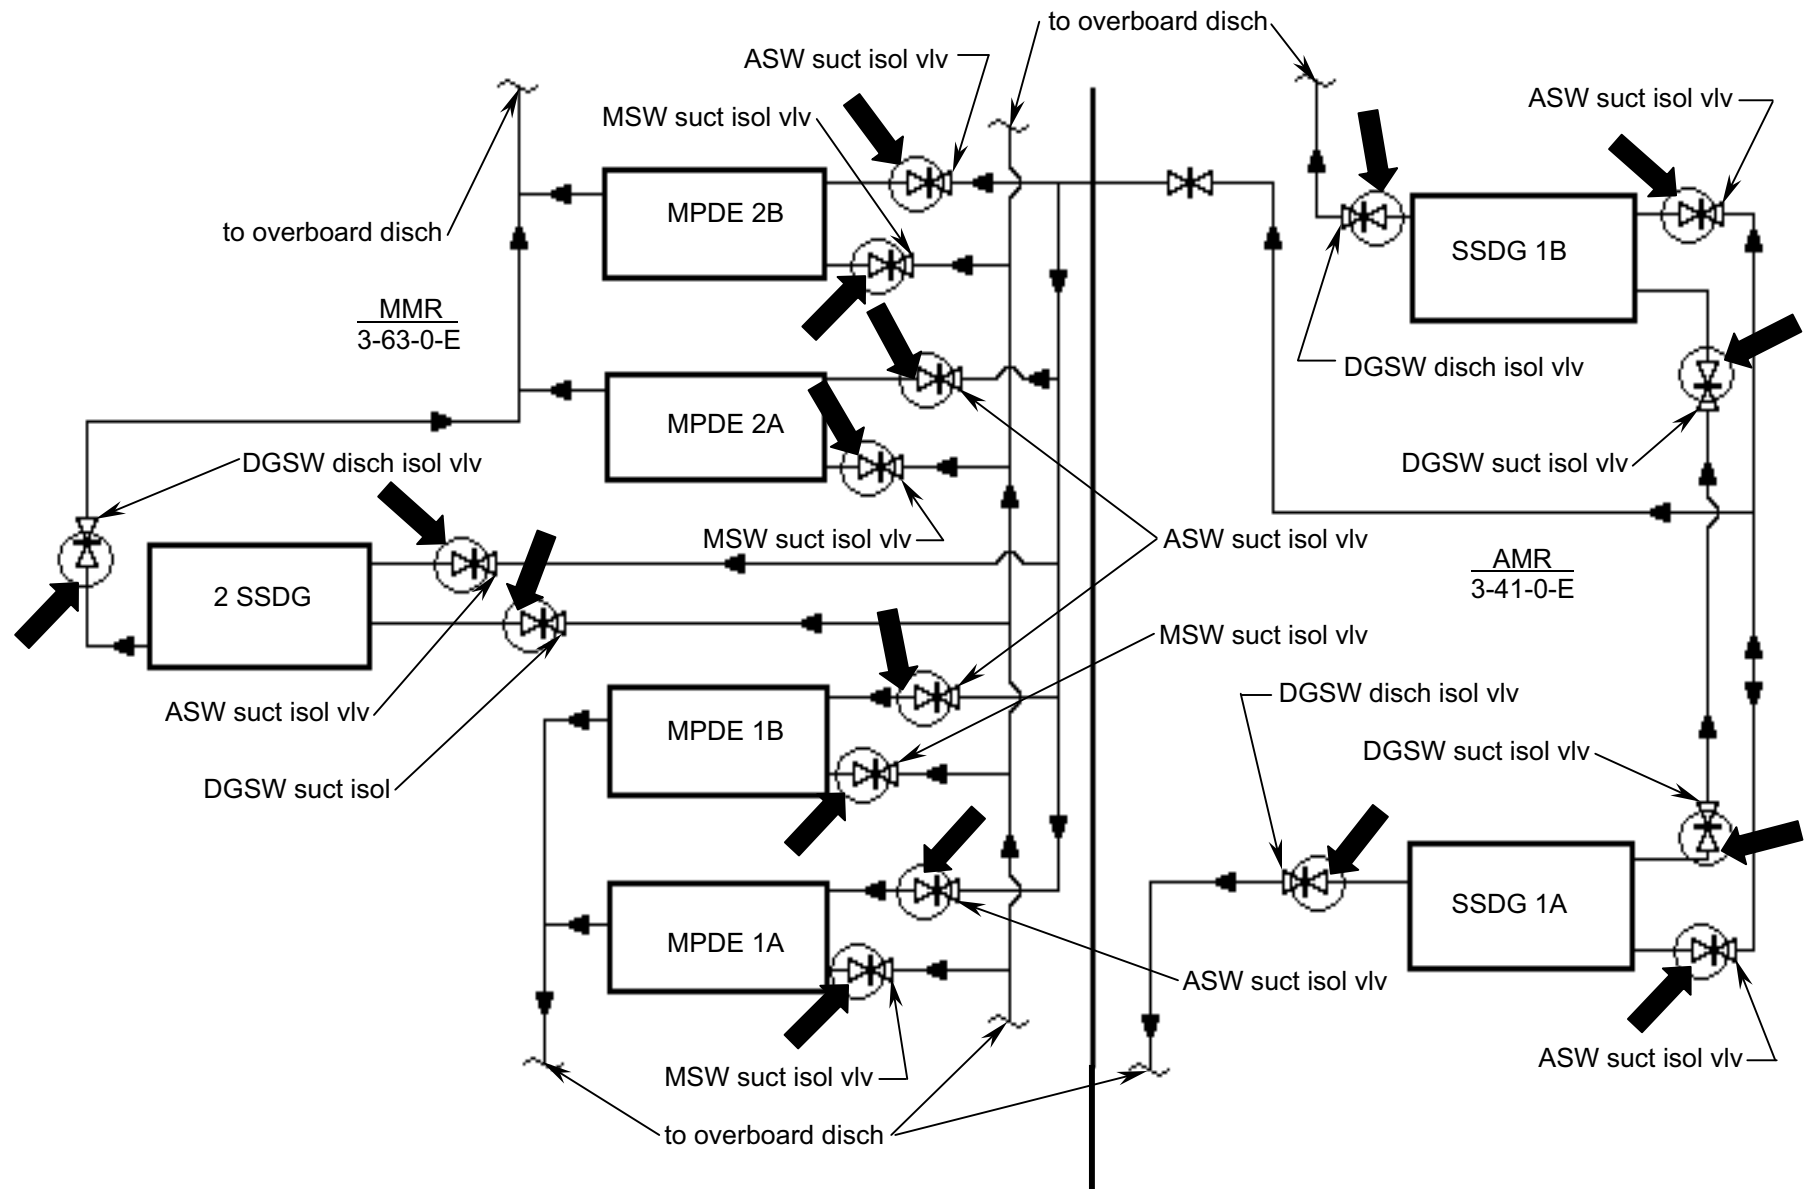 to overboard disch
ASW suct isol vlv
MSW suct isol vlv
ASW suct isol vlv
MPDE 2B
to overboard disch
SSDG 1B
MMR
3-63-0-E
DGSW disch isol vlv
MPDE 2A
DGSW disch isol vlv
DGSW suct isol vlv
MSW suct isol vlv
ASW suct isol vlv
AMR
3-41-0-E
2 SSDG
MSW suct isol vlv
ASW suct isol vlv
DGSW disch isol vlv
MPDE 1B
DGSW suct isol vlv
DGSW suct isol
SSDG 1A
MPDE 1A
ASW suct isol vlv
ASW suct isol vlv
MSW suct isol vlv
to overboard disch